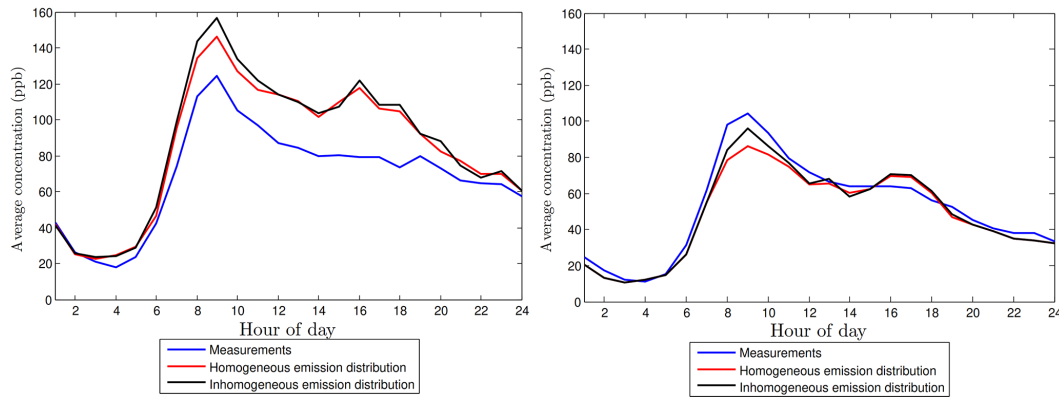 160
140
120
100
80
60
40
20
0
Average concentration (ppb)
2 4 6 8 10 12 14 16 18 20 22 24
Hour of day
Measurements
Homogeneous emission distribution
Inhomogeneous emission distribution
160
140
120
100
80
60
40
20
0
Average concentration (ppb)
2 4 6 8 10 12 14 16 18 20 22 24
Hour of day
Measurements
Homogeneous emission distribution
Inhomogeneous emission distribution